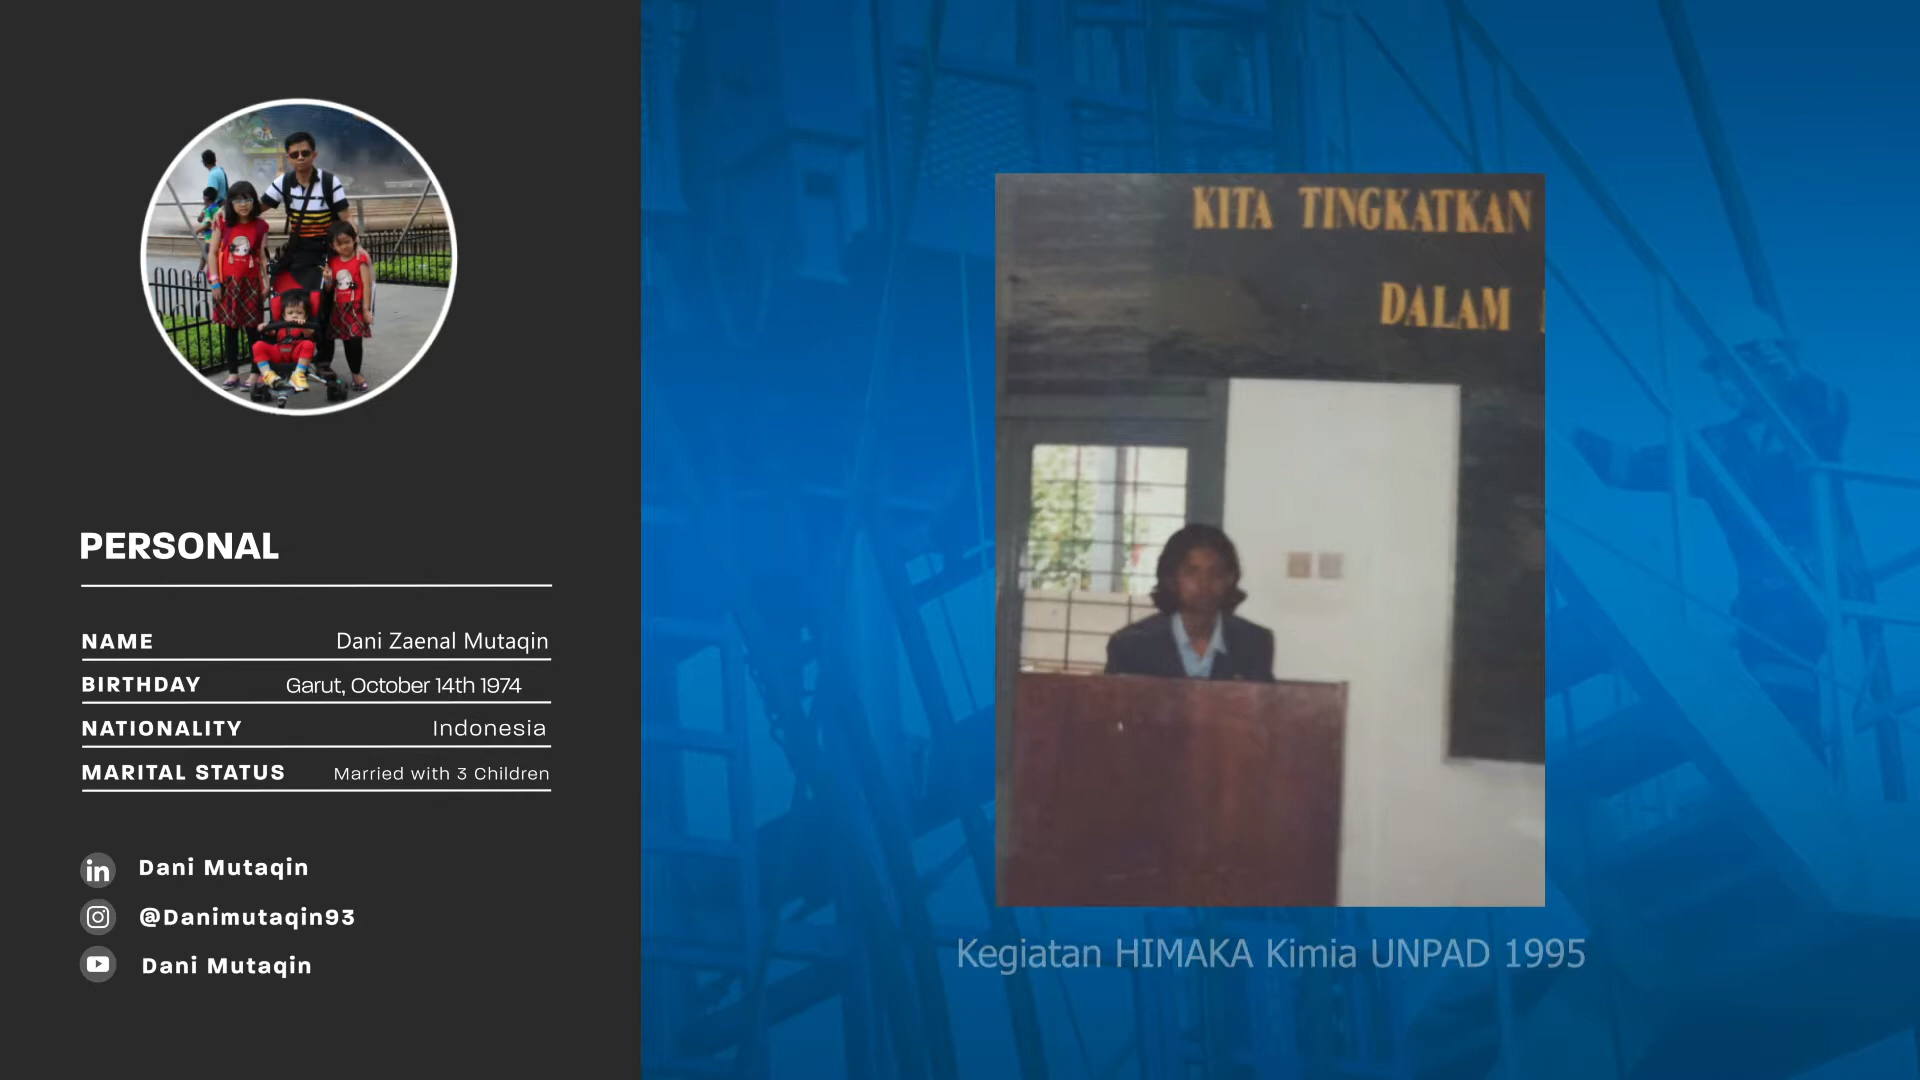 PERSONAL
NAME Dani Zaenal Mutaqin
BIRTHDAY Garut, October 14th 1974
NATIONALITY Indonesia
MARITAL STATUS Married with 3 Children
in Dani Mutaqin
@Danimutaqin93
Dani Mutaqin
KITA TINGKATKAN
DALAM
Kegiatan HIMAKA Kimia UNPAD 1995